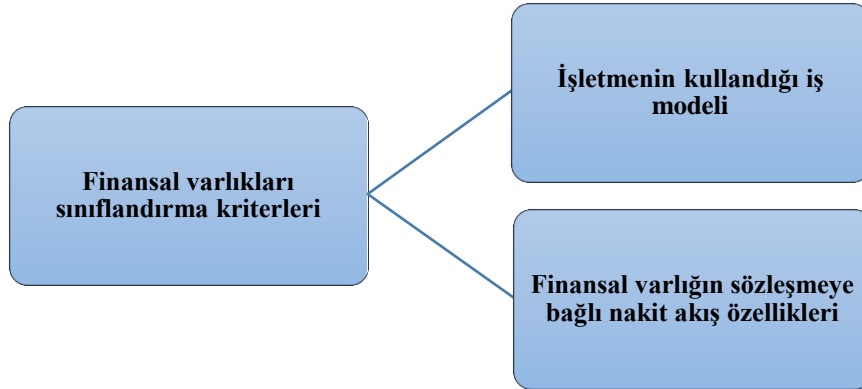 Finansal varlıkları
sınıflandırma kriterleri
İşletmenin kullandığı iş
modeli
Finansal varlığın sözleşmeye
bağlı nakit akış özellikleri